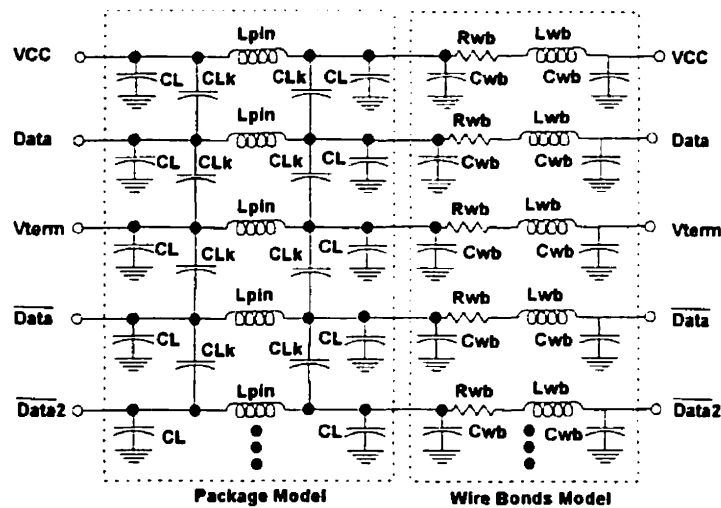 Lpin Rwb Lwb
VCC CL CLk CLk CL Cwb Cwb VCC
Lpin Rwb Lwb
Data CL CLk CLk CL Cwb Cwb Data
Lpin Rwb Lwb
Vterm CL CLk CLk CL Cwb Cwb Vterm
Lpin Rwb Lwb
Data CL CLk CLk CL Cwb Cwb Data
Lpin Rwb Lwb
Data2 CL CL Cwb Cwb Data2
Package Model Wire Bonds Model